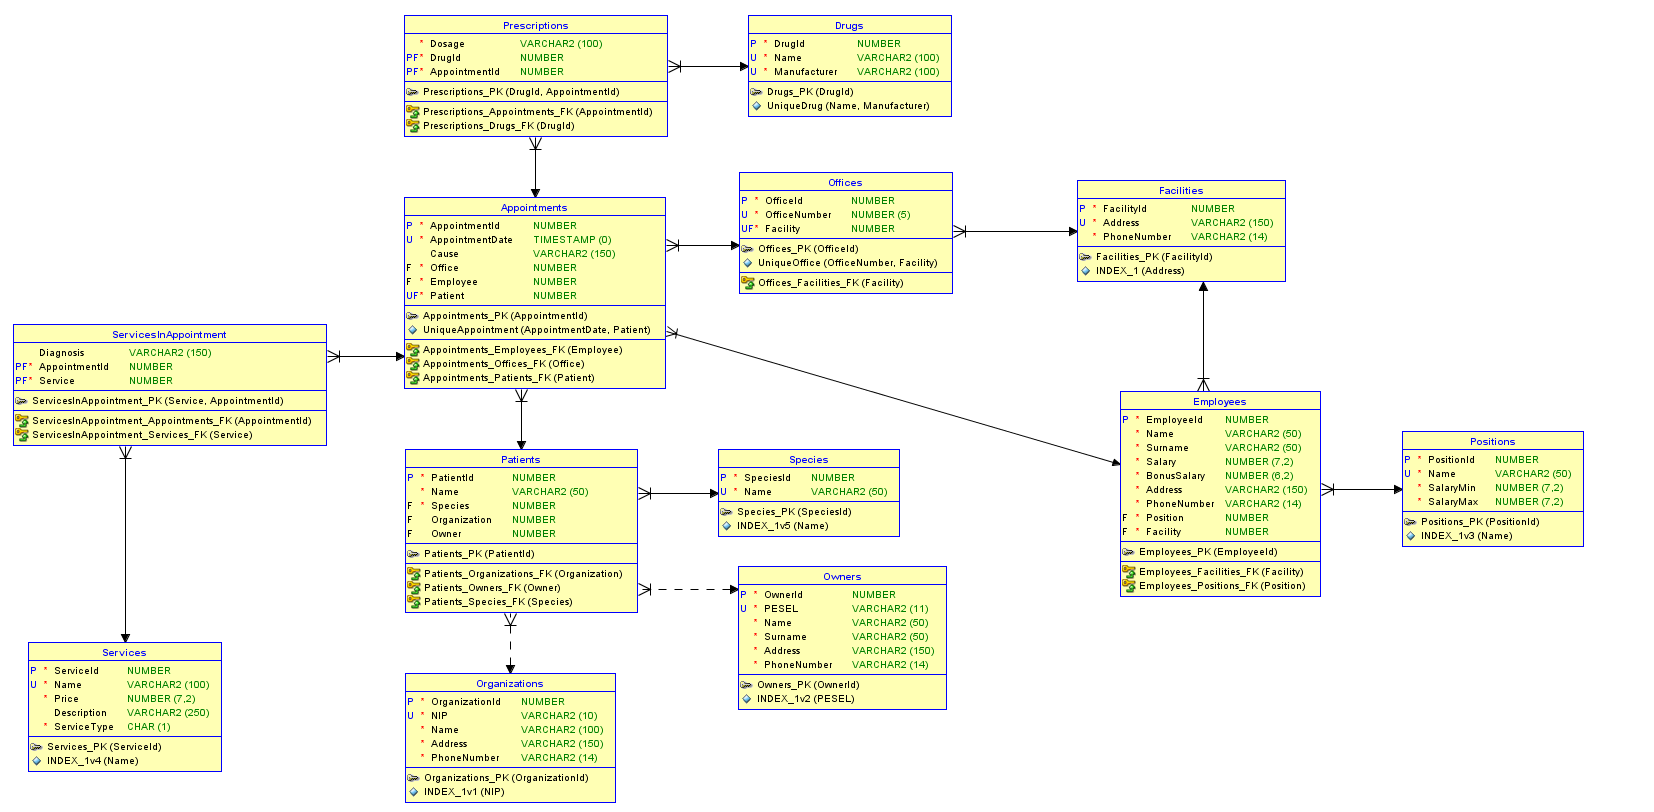 Prescriptions
* Dosage VARCHAR2 (100)
PF* DrugId NUMBER
PF* AppointmentId NUMBER
Prescriptions_PK (DrugId, AppointmentId)
Prescriptions_Appointments_FK (AppointmentId)
Prescriptions_Drugs_FK (DrugId)
Drugs
P * DrugId NUMBER
U * Name VARCHAR2 (100)
U * Manufacturer VARCHAR2 (100)
Drugs_PK (DrugId)
UniqueDrug (Name, Manufacturer)
Offices
P * OfficeId NUMBER
U * OfficeNumber NUMBER (5)
UF* Facility NUMBER
Offices_PK (OfficeId)
UniqueOffice (OfficeNumber, Facility)
Offices_Facilities_FK (Facility)
Facilities
P * FacilityId NUMBER
U * Address VARCHAR2 (150)
* PhoneNumber VARCHAR2 (14)
Facilities_PK (FacilityId)
INDEX_1 (Address)
Appointments
P * AppointmentId NUMBER
U * AppointmentDate TIMESTAMP (0)
Cause VARCHAR2 (150)
F * Office NUMBER
F * Employee NUMBER
UF* Patient NUMBER
Appointments_PK (AppointmentId)
UniqueAppointment (AppointmentDate, Patient)
Appointments_Employees_FK (Employee)
Appointments_Offices_FK (Office)
Appointments_Patients_FK (Patient)
ServicesInAppointment
Diagnosis VARCHAR2 (150)
PF* AppointmentId NUMBER
PF* Service NUMBER
ServicesInAppointment_PK (Service, AppointmentId)
ServicesInAppointment_Appointments_FK (AppointmentId)
ServicesInAppointment_Services_FK (Service)
Employees
P * EmployeeId NUMBER
* Name VARCHAR2 (50)
* Surname VARCHAR2 (50)
* Salary NUMBER (7,2)
* BonusSalary NUMBER (6,2)
* Address VARCHAR2 (150)
* PhoneNumber VARCHAR2 (14)
F * Position NUMBER
F * Facility NUMBER
Employees_PK (EmployeeId)
Employees_Facilities_FK (Facility)
Employees_Positions_FK (Position)
Positions
P * PositionId NUMBER
U * Name VARCHAR2 (50)
* SalaryMin NUMBER (7,2)
* SalaryMax NUMBER (7,2)
Positions_PK (PositionId)
INDEX_1v3 (Name)
Patients
P * PatientId NUMBER
* Name VARCHAR2 (50)
F * Species NUMBER
F Organization NUMBER
F Owner NUMBER
Patients_PK (PatientId)
Patients_Organizations_FK (Organization)
Patients_Owners_FK (Owner)
Patients_Species_FK (Species)
Species
P * SpeciesId NUMBER
U * Name VARCHAR2 (50)
Species_PK (SpeciesId)
INDEX_1v5 (Name)
Owners
P * OwnerId NUMBER
U * PESEL VARCHAR2 (11)
* Name VARCHAR2 (50)
* Surname VARCHAR2 (50)
* Address VARCHAR2 (150)
* PhoneNumber VARCHAR2 (14)
Owners_PK (OwnerId)
INDEX_1v2 (PESEL)
Services
P * ServiceId NUMBER
U * Name VARCHAR2 (100)
* Price NUMBER (7,2)
Description VARCHAR2 (250)
* ServiceType CHAR (1)
Services_PK (ServiceId)
INDEX_1v4 (Name)
Organizations
P * OrganizationId NUMBER
U * NIP VARCHAR2 (10)
* Name VARCHAR2 (100)
* Address VARCHAR2 (150)
* PhoneNumber VARCHAR2 (14)
Organizations_PK (OrganizationId)
INDEX_1v1 (NIP)